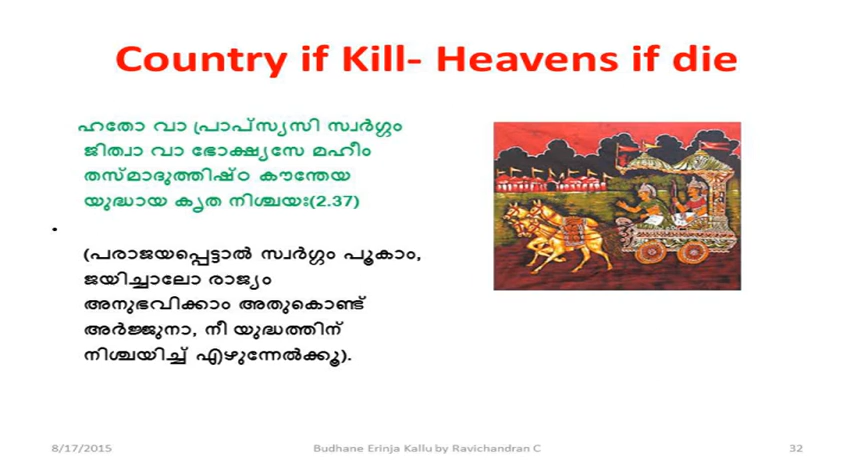 Country if Kill- Heavens if die
ഹതോ വാ പ്രാപ്സ്യസി സ്വർഗ്ഗം
ജിത്വാ വാ ഭോക്ഷ്യസേ മഹീം
തസ്മാദുത്തിഷ്ഠ കൗന്തേയ
യുദ്ധായ കൃത നിശ്ചയഃ(2.37)
(പരാജയപ്പെട്ടാൽ സ്വർഗ്ഗം പൂകാം,
ജയിച്ചാലോ രാജ്യം
അനുഭവിക്കാം അതുകൊണ്ട്
അർജ്ജുനാ, നീ യുദ്ധത്തിന്
നിശ്ചയിച്ച് എഴുന്നേൽക്കൂ).
8/17/2015
Budhane Erinja Kallu by Ravichandran C
32